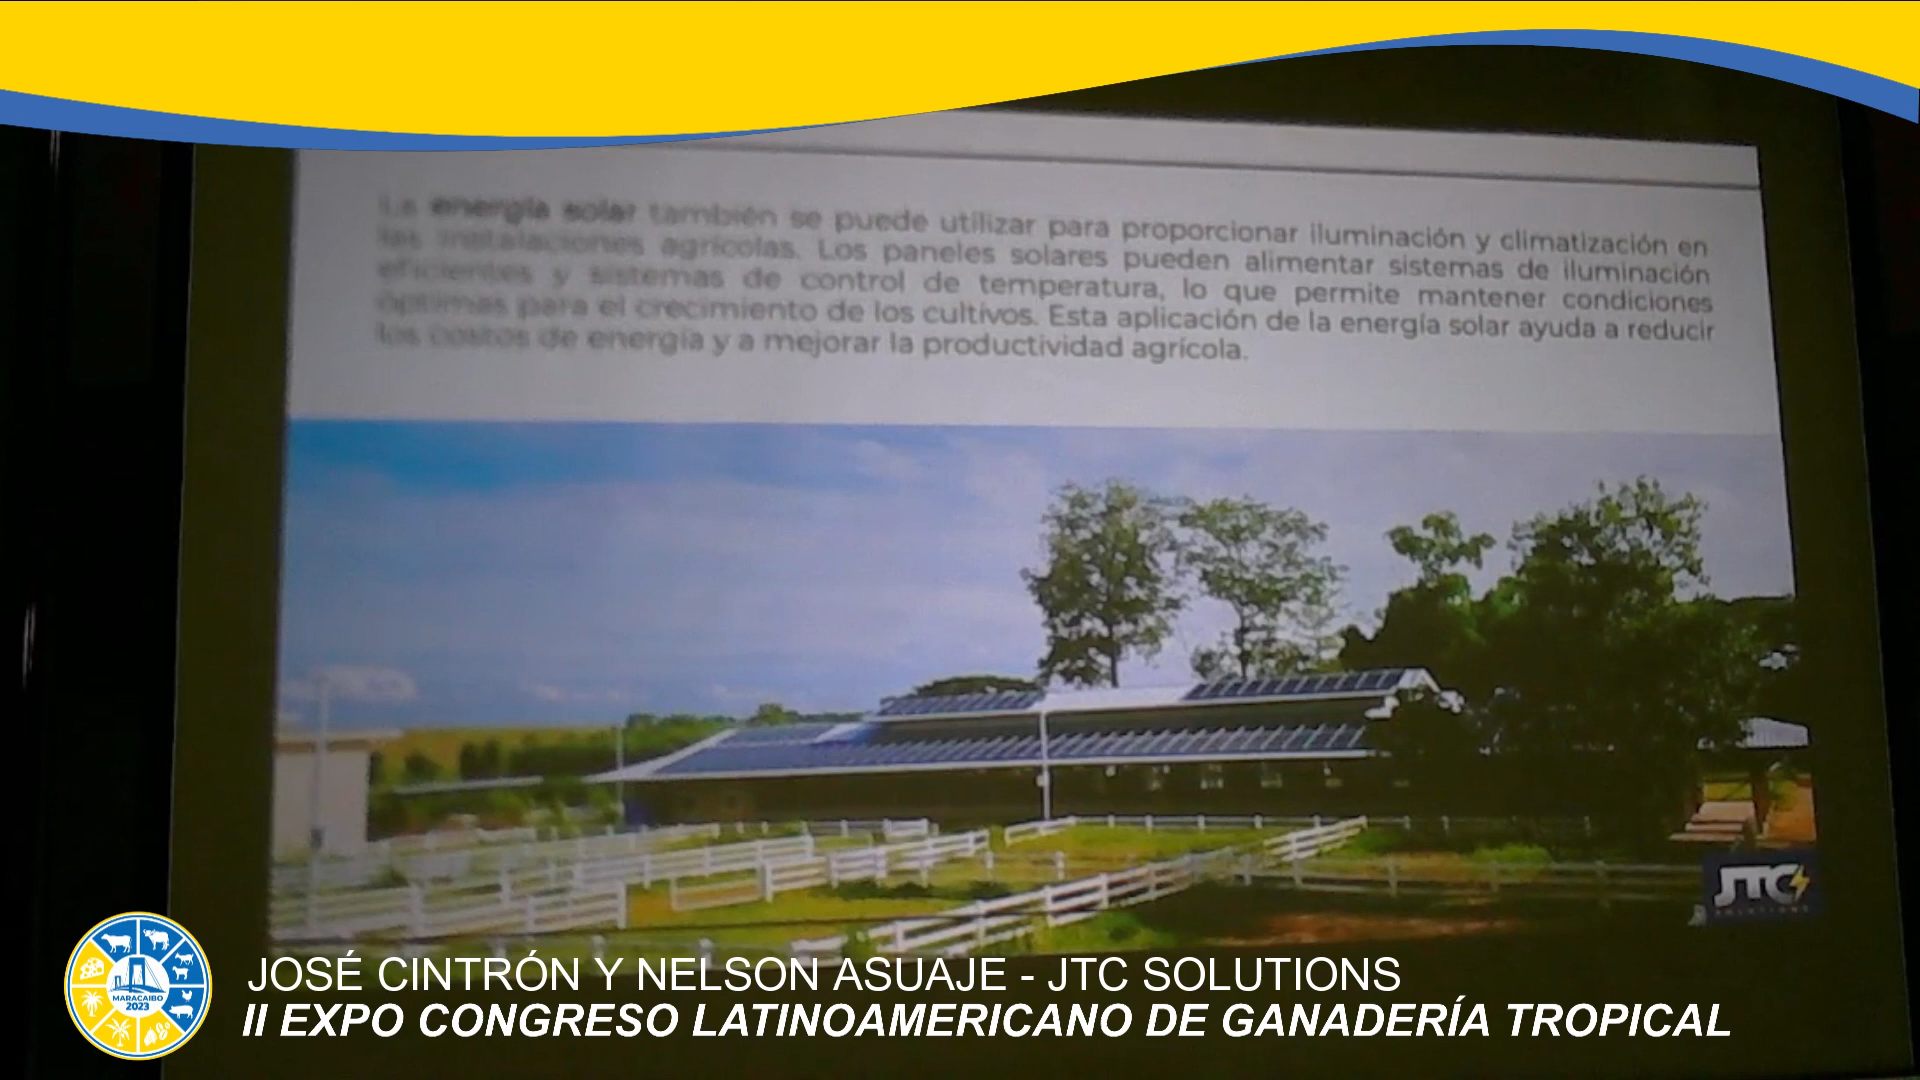 La energía solar también se puede utilizar para proporcionar iluminación y climatización en
las instalaciones agrícolas. Los paneles solares pueden alimentar sistemas de iluminación
eficientes y sistemas de control de temperatura, lo que permite mantener condiciones
óptimas para el crecimiento de los cultivos. Esta aplicación de la energía solar ayuda a reducir
los costos de energía y a mejorar la productividad agrícola.
JTC
SOLUTIONS
MARACAIBO
2023
JOSÉ CINTRÓN Y NELSON ASUAJE - JTC SOLUTIONS
II EXPO CONGRESO LATINOAMERICANO DE GANADERÍA TROPICAL